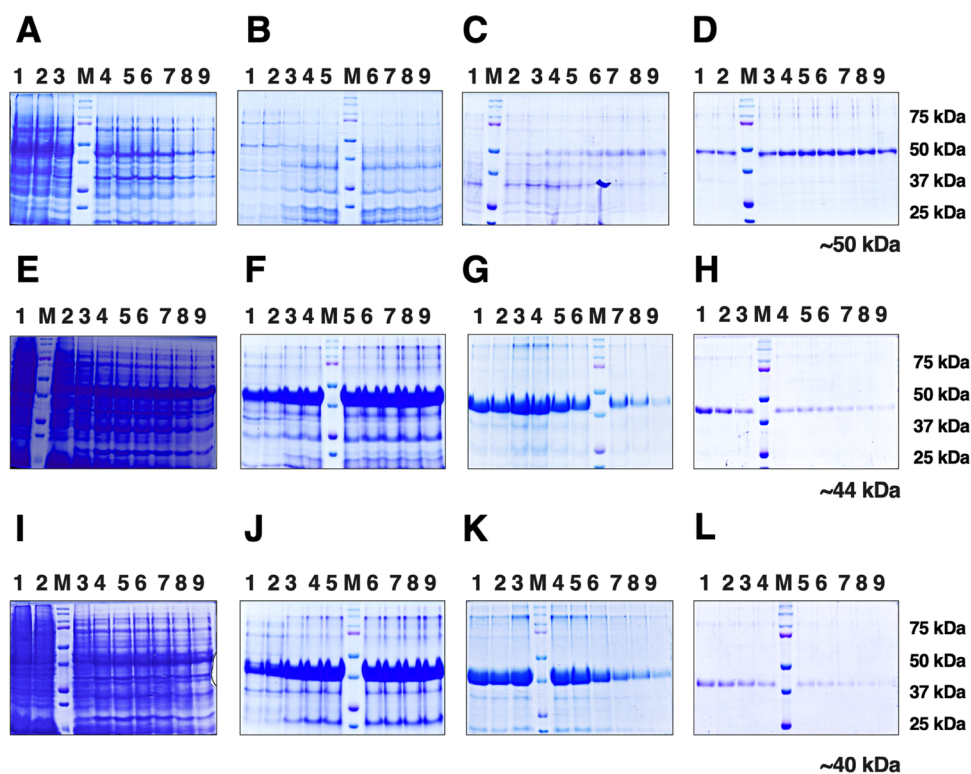 A B C D
1 2 3 M 4 5 6 7 8 9 1 2 3 4 5 M 6 7 8 9 1 M 2 3 4 5 6 7 8 9 1 2 M 3 4 5 6 7 8 9
75 kDa
50 kDa
37 kDa
25 kDa
~50 kDa
E F G H
1 M 2 3 4 5 6 7 8 9 1 2 3 4 M 5 6 7 8 9 1 2 3 4 5 6 M 7 8 9 1 2 3 M 4 5 6 7 8 9
75 kDa
50 kDa
37 kDa
25 kDa
~44 kDa
I J K L
1 2 M 3 4 5 6 7 8 9 1 2 3 4 5 M 6 7 8 9 1 2 3 M 4 5 6 7 8 9 1 2 3 4 M 5 6 7 8 9
75 kDa
50 kDa
37 kDa
25 kDa
~40 kDa